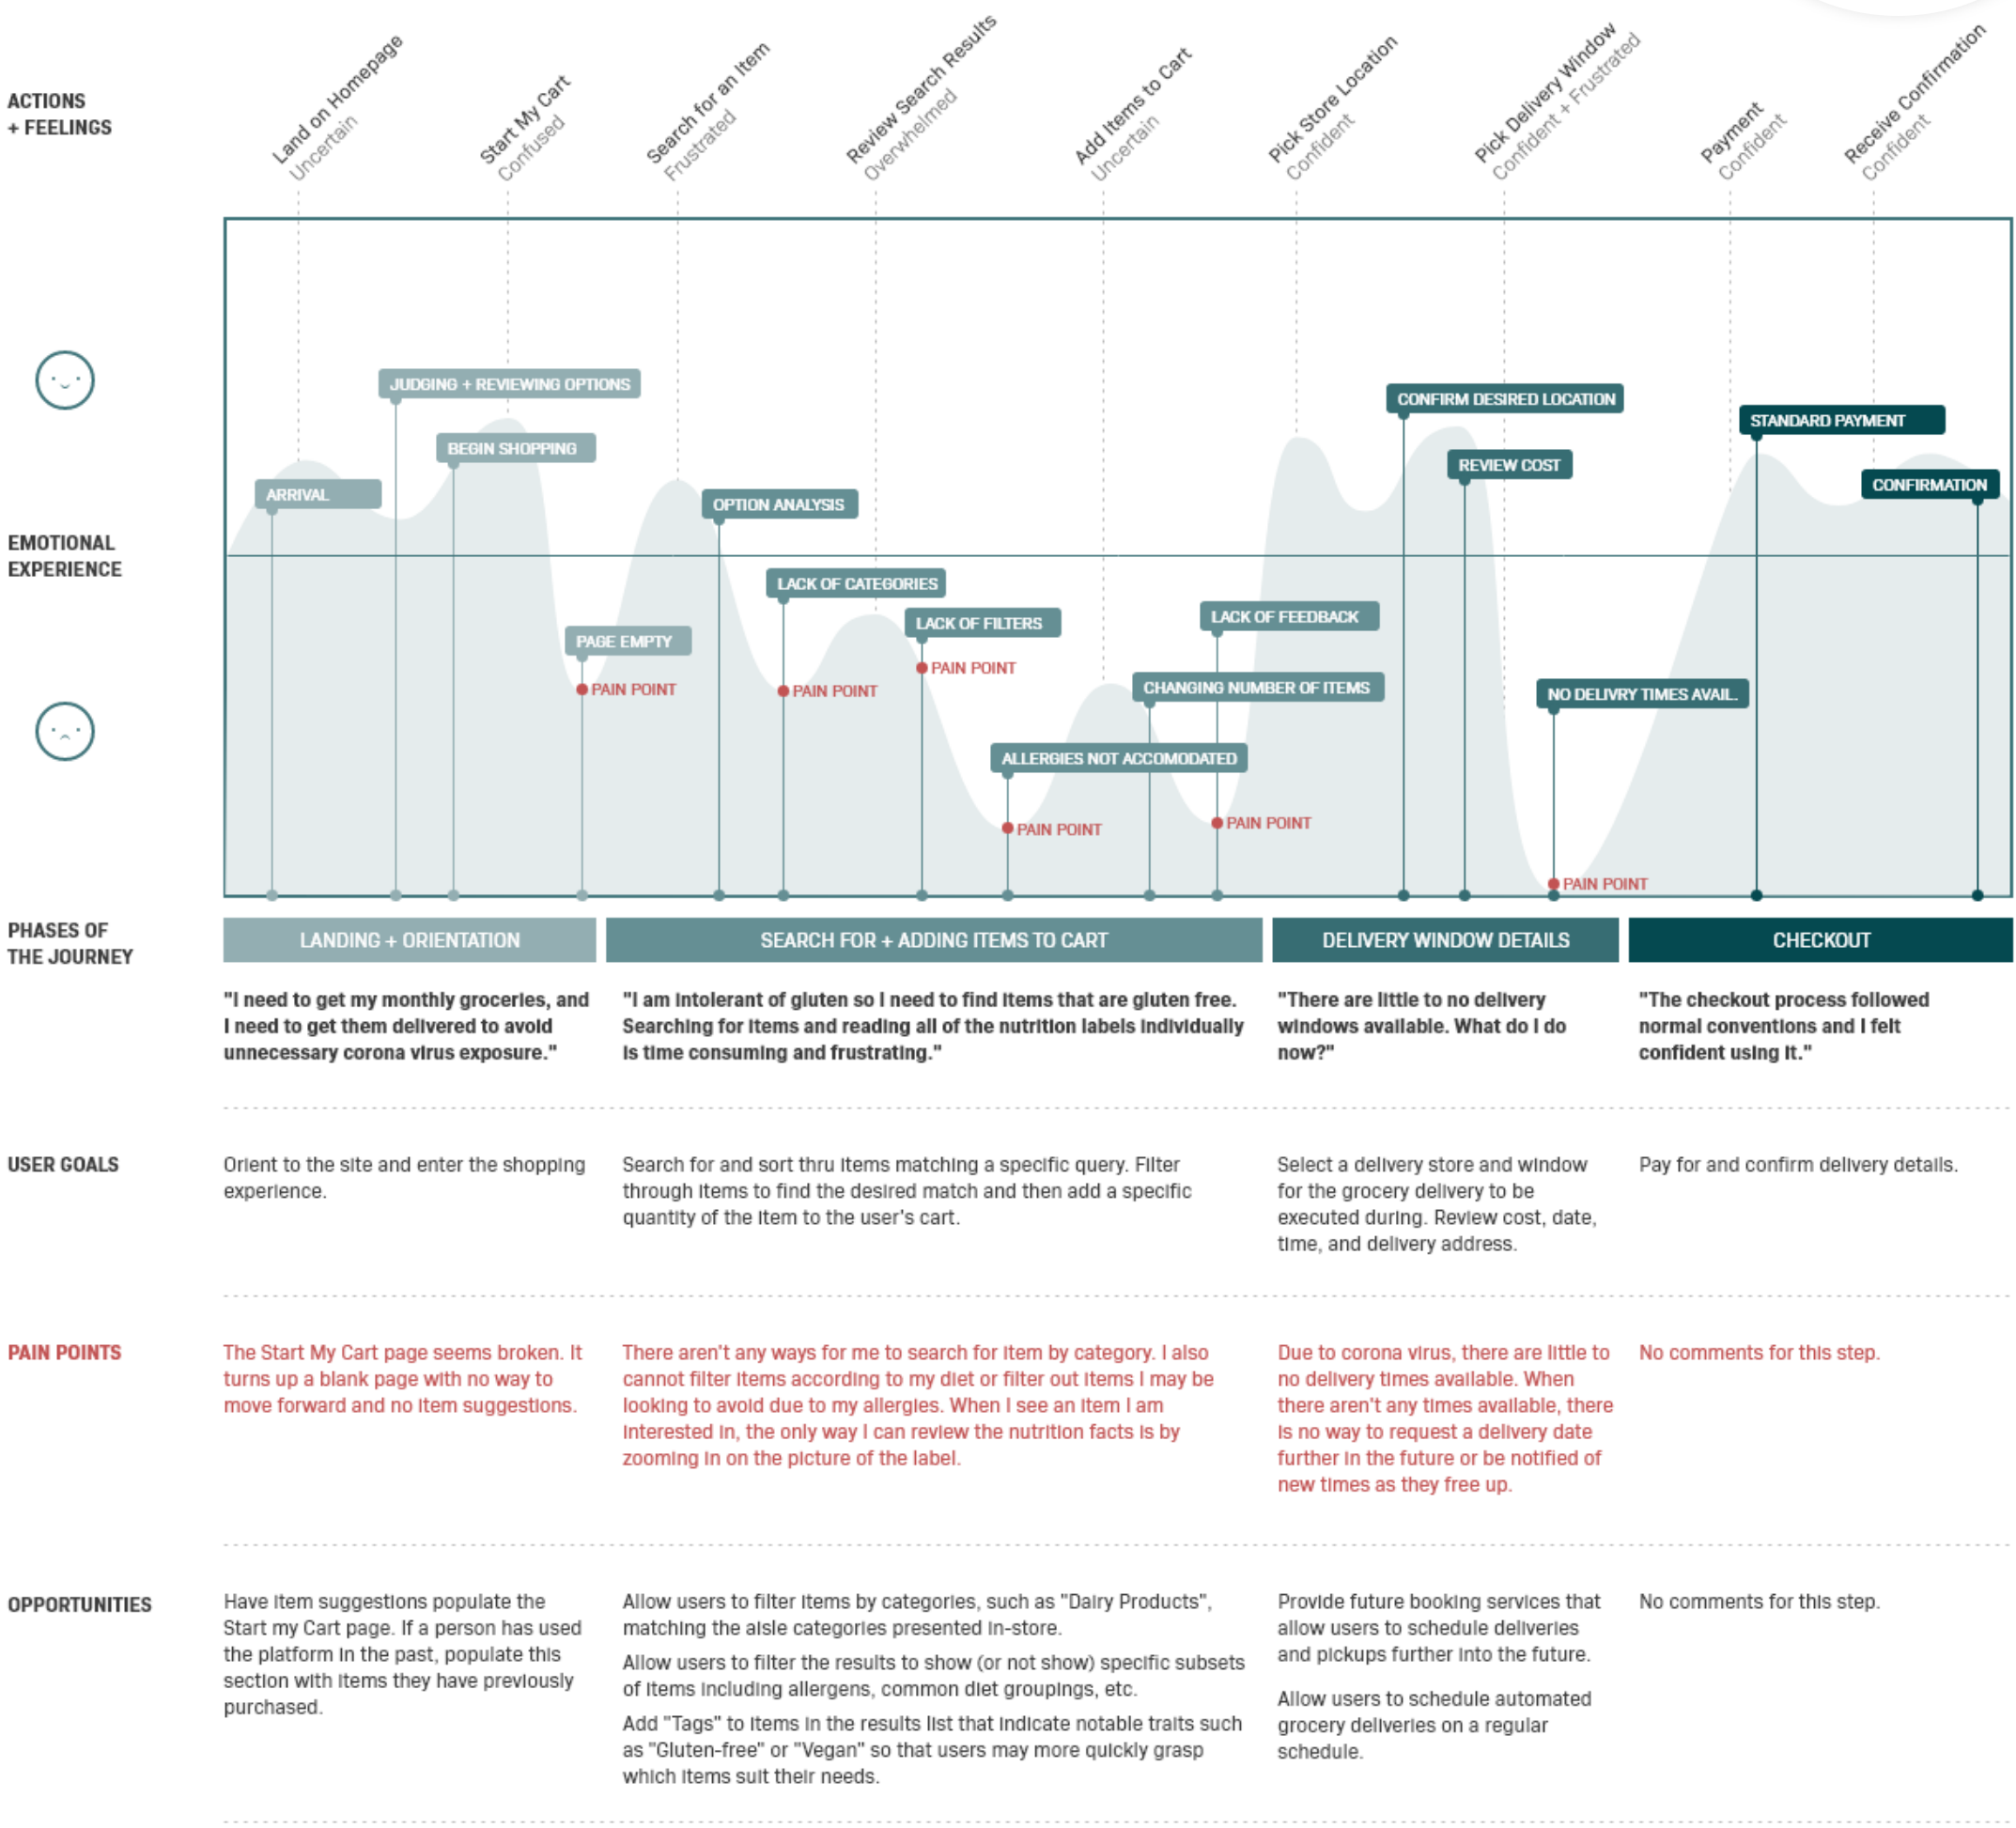 ACTIONS
+ FEELINGS
Land on Homepage
Uncertain
Start My Cart
Confused
Search for an Item
Frustrated
Review Search Results
Overwhelmed
Add Items to Cart
Uncertain
Pick Store Location
Confident
Pick Delivery Window
Confident + Frustrated
Payment
Confident
Receive Confirmation
Confident
EMOTIONAL
EXPERIENCE
ARRIVAL
JUDGING + REVIEWING OPTIONS
BEGIN SHOPPING
PAGE EMPTY
PAIN POINT
OPTION ANALYSIS
LACK OF CATEGORIES
PAIN POINT
LACK OF FILTERS
PAIN POINT
ALLERGIES NOT ACCOMODATED
PAIN POINT
CHANGING NUMBER OF ITEMS
LACK OF FEEDBACK
PAIN POINT
CONFIRM DESIRED LOCATION
REVIEW COST
NO DELIVRY TIMES AVAIL.
PAIN POINT
STANDARD PAYMENT
CONFIRMATION
PHASES OF
THE JOURNEY
LANDING + ORIENTATION
SEARCH FOR + ADDING ITEMS TO CART
DELIVERY WINDOW DETAILS
CHECKOUT
"I need to get my monthly groceries, and
I need to get them delivered to avoid
unnecessary corona virus exposure."
"I am intolerant of gluten so I need to find items that are gluten free.
Searching for items and reading all of the nutrition labels individually
is time consuming and frustrating."
"There are little to no delivery
windows available. What do I do
now?"
"The checkout process followed
normal conventions and I felt
confident using it."
USER GOALS
Orient to the site and enter the shopping
experience.
Search for and sort thru items matching a specific query. Filter
through items to find the desired match and then add a specific
quantity of the item to the user's cart.
Select a delivery store and window
for the grocery delivery to be
executed during. Review cost, date,
time, and delivery address.
Pay for and confirm delivery details.
PAIN POINTS
The Start My Cart page seems broken. It
turns up a blank page with no way to
move forward and no item suggestions.
There aren't any ways for me to search for item by category. I also
cannot filter items according to my diet or filter out items I may be
looking to avoid due to my allergies. When I see an item I am
interested in, the only way I can review the nutrition facts is by
zooming in on the picture of the label.
Due to corona virus, there are little to
no delivery times available. When
there aren't any times available, there
is no way to request a delivery date
further in the future or be notified of
new times as they free up.
No comments for this step.
OPPORTUNITIES
Have item suggestions populate the
Start my Cart page. If a person has used
the platform in the past, populate this
section with items they have previously
purchased.
Allow users to filter items by categories, such as "Dairy Products",
matching the aisle categories presented in-store.
Allow users to filter the results to show (or not show) specific subsets
of items including allergens, common diet groupings, etc.
Add "Tags" to items in the results list that indicate notable traits such
as "Gluten-free" or "Vegan" so that users may more quickly grasp
which items suit their needs.
Provide future booking services that
allow users to schedule deliveries
and pickups further into the future.
Allow users to schedule automated
grocery deliveries on a regular
schedule.
No comments for this step.